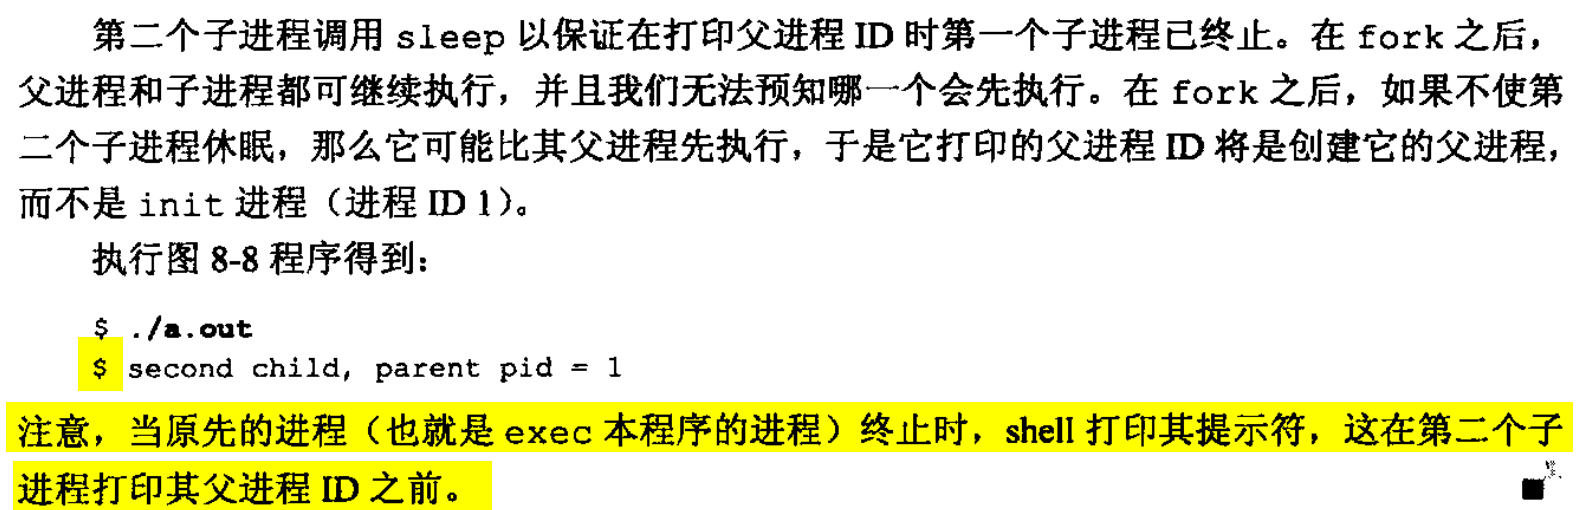 第二个子进程调用 sleep 以保证在打印父进程 ID 时第一个子进程已终止。在 fork 之后，
父进程和子进程都可继续执行，并且我们无法预知哪一个会先执行。在 fork 之后，如果不使第
二个子进程休眠，那么它可能比其父进程先执行，于是它打印的父进程 ID 将是创建它的父进程，
而不是 init 进程（进程 ID 1）。
执行图 8-8 程序得到：
$ ./a.out
$ second child, parent pid = 1
注意，当原先的进程（也就是 exec 本程序的进程）终止时，shell 打印其提示符，这在第二个子
进程打印其父进程 ID 之前。